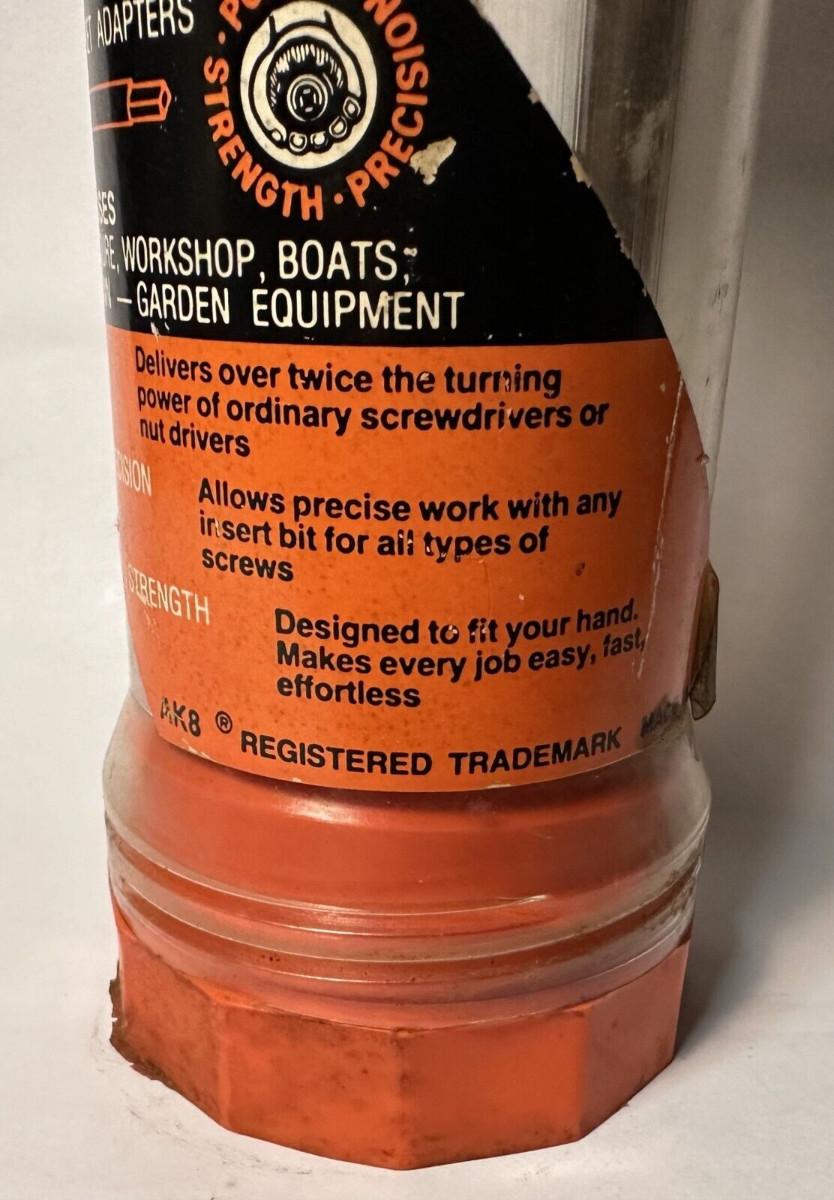 ADAPTERS
STRENGTH · PRECISION
WORKSHOP, BOATS,
— GARDEN EQUIPMENT
Delivers over twice the turning
power of ordinary screwdrivers or
nut drivers
Allows precise work with any
insert bit for all types of
screws
STRENGTH
Designed to fit your hand.
Makes every job easy, fast,
effortless
AK8 ® REGISTERED TRADEMARK